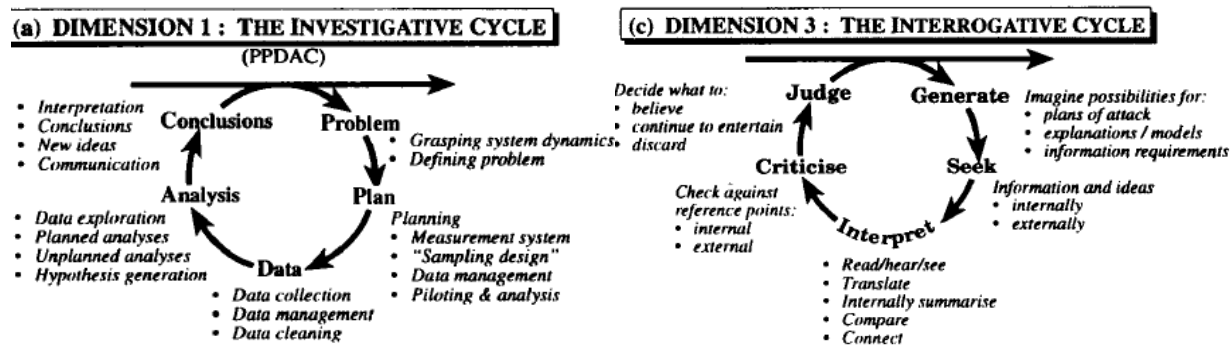 (a) DIMENSION 1 : THE INVESTIGATIVE CYCLE
(PPDAC)
• Interpretation
• Conclusions
• New ideas
• Communication
Conclusions
Problem
• Grasping system dynamics
• Defining problem
Analysis
Plan
• Data exploration
• Planned analyses
• Unplanned analyses
• Hypothesis generation
Planning
• Measurement system
• “Sampling design”
• Data management
• Piloting & analysis
Data
• Data collection
• Data management
• Data cleaning
(c) DIMENSION 3 : THE INTERROGATIVE CYCLE
Decide what to:
• believe
• continue to entertain
• discard
Judge
Generate
Imagine possibilities for:
• plans of attack
• explanations / models
• information requirements
Criticise
Seek
Check against
reference points:
• internal
• external
Information and ideas
• internally
• externally
Interpret
• Read/hear/see
• Translate
• Internally summarise
• Compare
• Connect